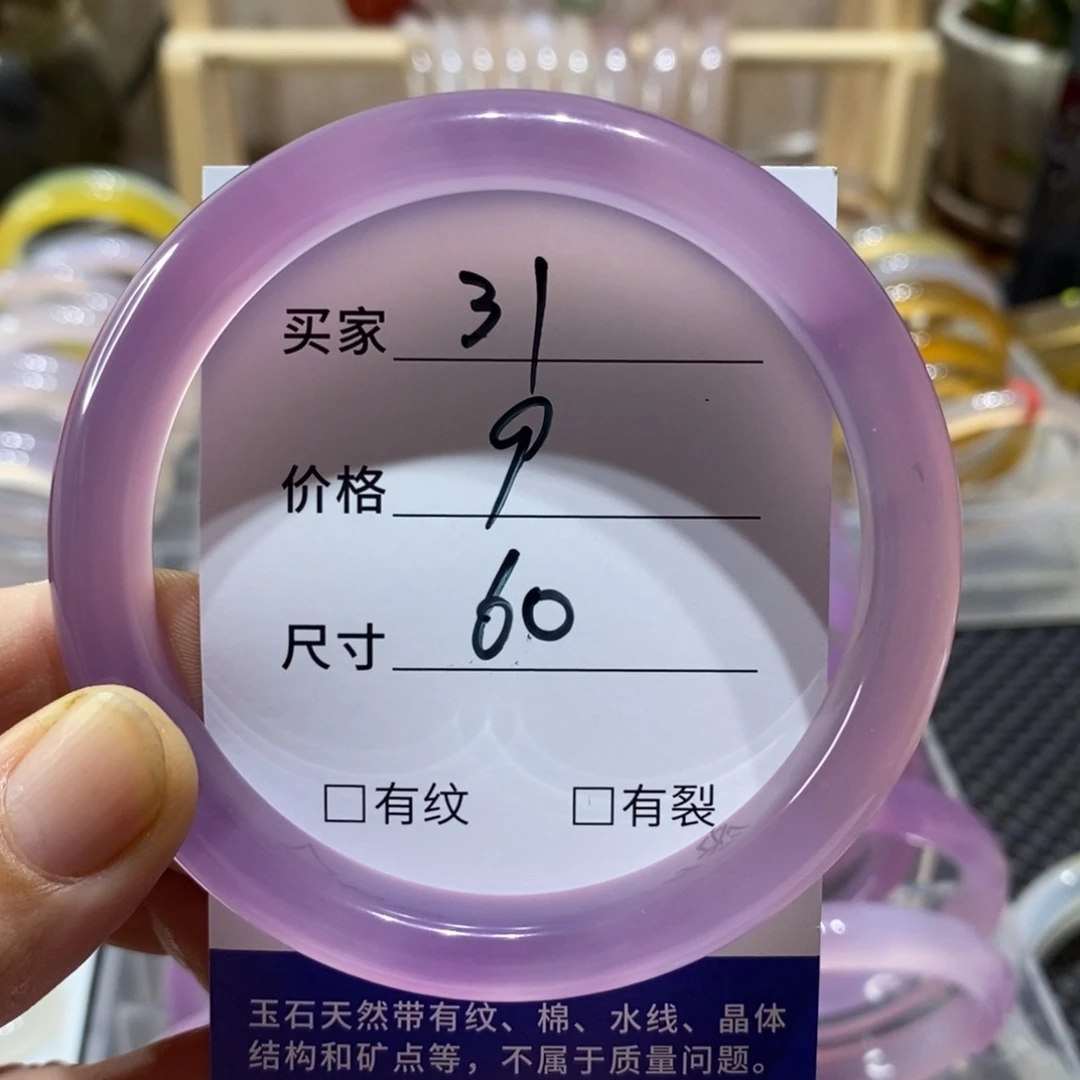 买家 31
价格 9
尺寸 60
□有纹 □有裂
玉石天然带有纹、棉、水线、晶体
结构和矿点等，不属于质量问题。